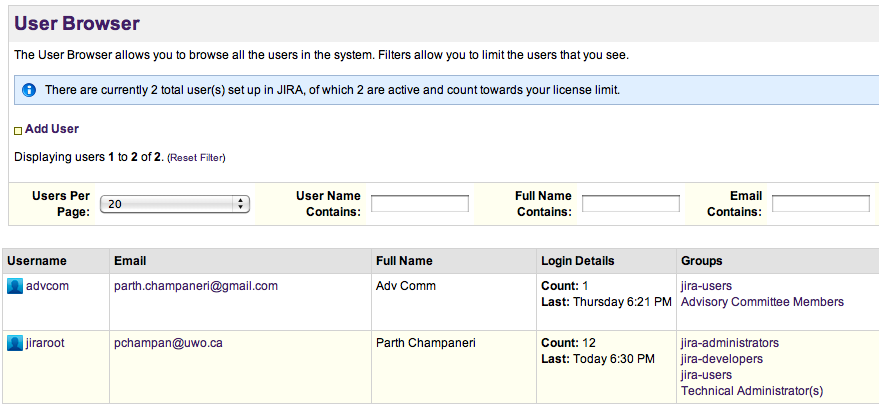 User Browser
The User Browser allows you to browse all the users in the system. Filters allow you to limit the users that you see.
There are currently 2 total user(s) set up in JIRA, of which 2 are active and count towards your license limit.
Add User
Displaying users 1 to 2 of 2. (Reset Filter)
Users Per Page: 20 User Name Contains: Full Name Contains: Email Contains:
Username Email Full Name Login Details Groups
advcom parth.champaneri@gmail.com Adv Comm Count: 1 jira-users
Last: Thursday 6:21 PM Advisory Committee Members
jiraroot pchampan@uwo.ca Parth Champaneri Count: 12 jira-administrators
Last: Today 6:30 PM jira-developers
jira-users
Technical Administrator(s)